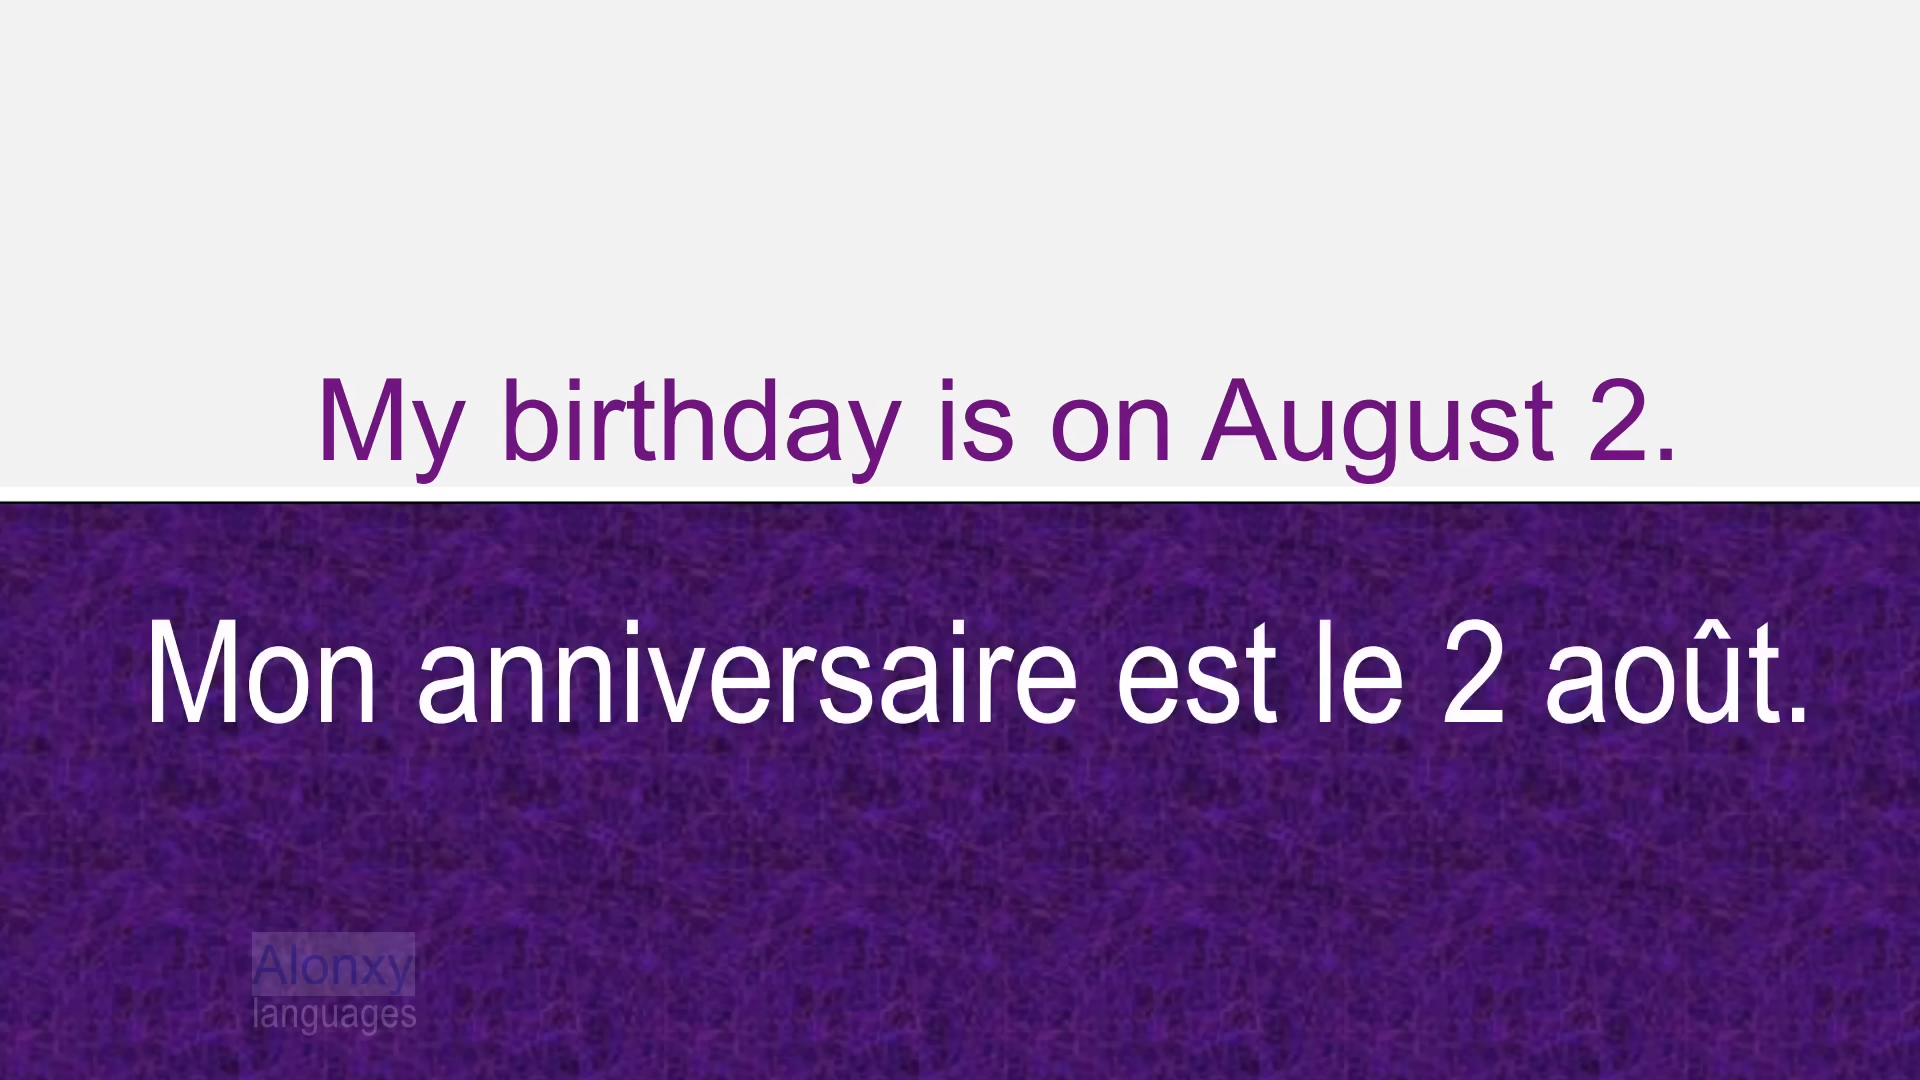 My birthday is on August 2.
Mon anniversaire est le 2 août.
Alonxy
languages